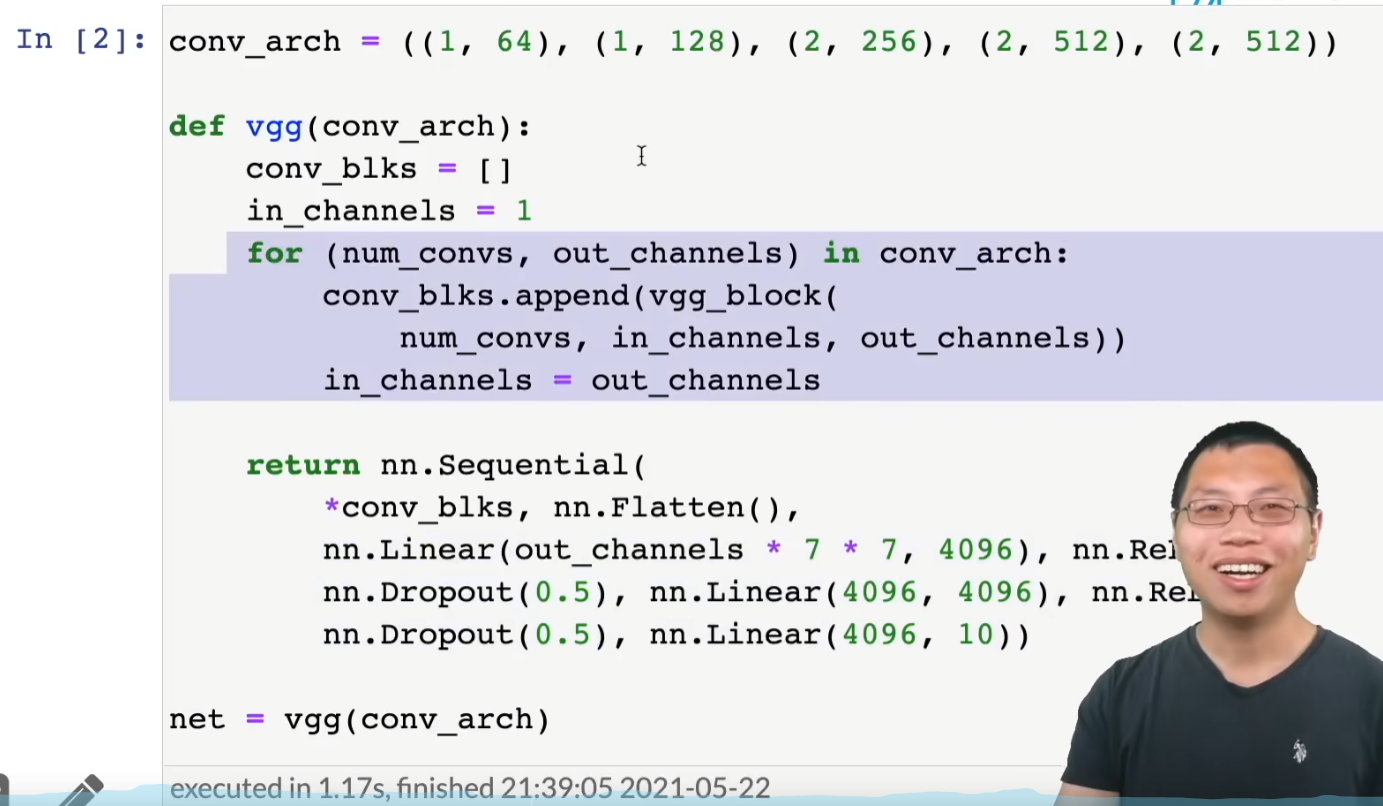 In [2]: conv_arch = ((1, 64), (1, 128), (2, 256), (2, 512), (2, 512))
def vgg(conv_arch):
conv_blks = []
in_channels = 1
for (num_convs, out_channels) in conv_arch:
conv_blks.append(vgg_block(
num_convs, in_channels, out_channels))
in_channels = out_channels
return nn.Sequential(
*conv_blks, nn.Flatten(),
nn.Linear(out_channels * 7 * 7, 4096), nn.Re
nn.Dropout(0.5), nn.Linear(4096, 4096), nn.Re
nn.Dropout(0.5), nn.Linear(4096, 10))
net = vgg(conv_arch)
executed in 1.17s, finished 21:39:05 2021-05-22